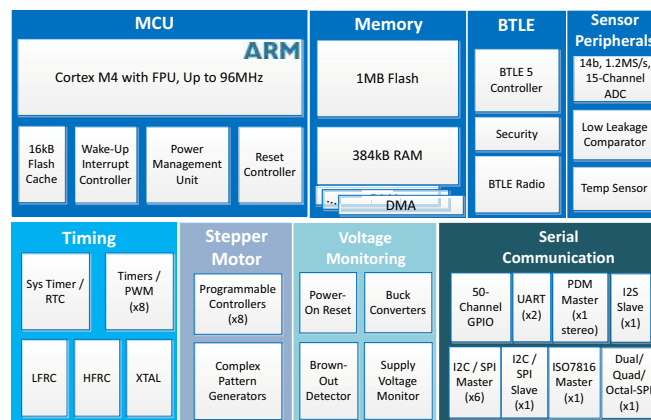 MCU
ARM
Cortex M4 with FPU, Up to 96MHz
16kB
Flash
Cache
Wake-Up
Interrupt
Controller
Power
Management
Unit
Reset
Controller
Memory
1MB Flash
384kB RAM
...
DMA
BTLE
BTLE 5
Controller
Security
BTLE Radio
Sensor
Peripherals
14b, 1.2MS/s,
15-Channel
ADC
Low Leakage
Comparator
Temp Sensor
Timing
Sys Timer /
RTC
Timers /
PWM
(x8)
LFRC
HFRC
XTAL
Stepper
Motor
Programmable
Controllers
(x8)
Complex
Pattern
Generators
Voltage
Monitoring
Power-
On Reset
Buck
Converters
Brown-
Out
Detector
Supply
Voltage
Monitor
Serial
Communication
50-
Channel
GPIO
UART
(x2)
PDM
Master
(x1
stereo)
I2S
Slave
(x1)
I2C / SPI
Master
(x6)
I2C /
SPI
Slave
(x1)
ISO7816
Master
(x1)
Dual/
Quad/
Octal-SPI
(x1)